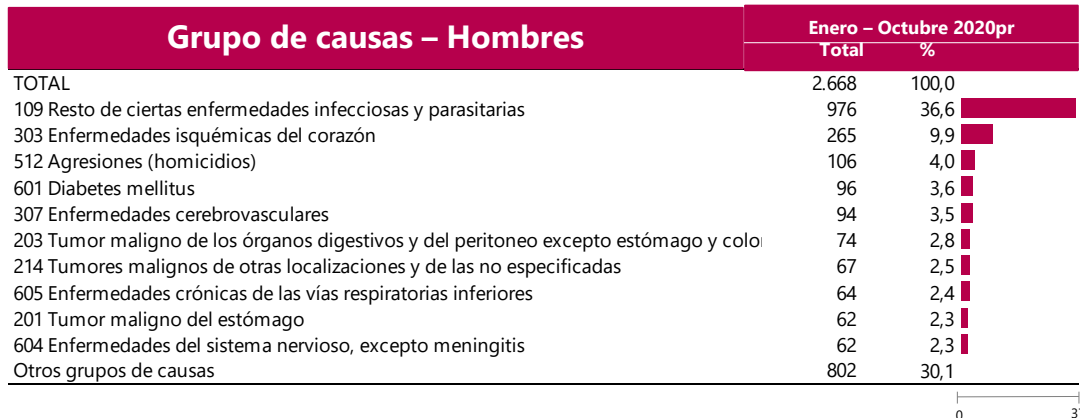 Grupo de causas – Hombres
Enero – Octubre 2020pr
Total %
TOTAL 2.668 100,0
109 Resto de ciertas enfermedades infecciosas y parasitarias 976 36,6
303 Enfermedades isquémicas del corazón 265 9,9
512 Agresiones (homicidios) 106 4,0
601 Diabetes mellitus 96 3,6
307 Enfermedades cerebrovasculares 94 3,5
203 Tumor maligno de los órganos digestivos y del peritoneo excepto estómago y colo 74 2,8
214 Tumores malignos de otras localizaciones y de las no especificadas 67 2,5
605 Enfermedades crónicas de las vías respiratorias inferiores 64 2,4
201 Tumor maligno del estómago 62 2,3
604 Enfermedades del sistema nervioso, excepto meningitis 62 2,3
Otros grupos de causas 802 30,1
0